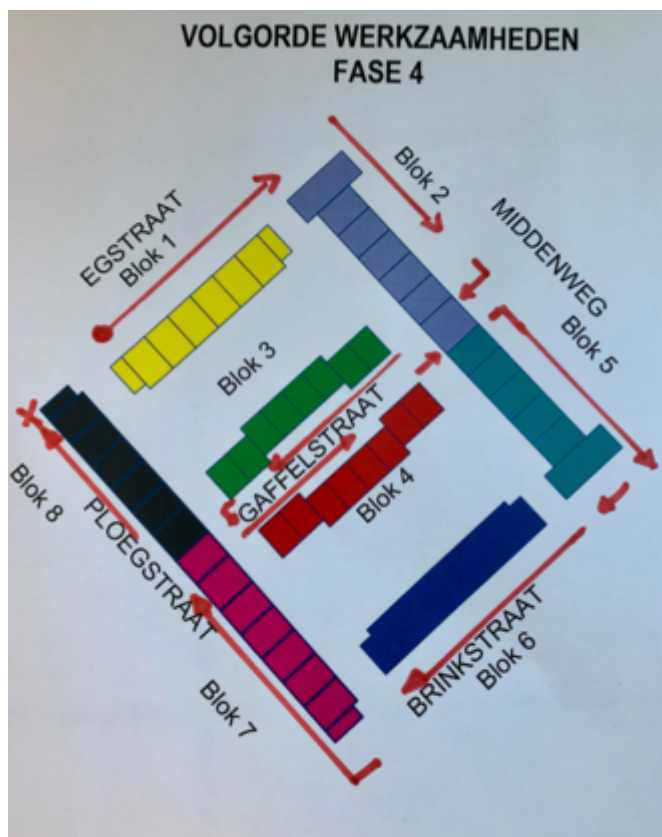 VOLGORDE WERKZAAMHEDEN
FASE 4
EGSTRAAT
Blok 1
Blok 2
MIDDENWEG
Blok 5
Blok 3
GAFFELSTRAAT
Blok 4
Blok 8
PLOEGSTRAAT
Blok 7
BRINKSTRAAT
Blok 6